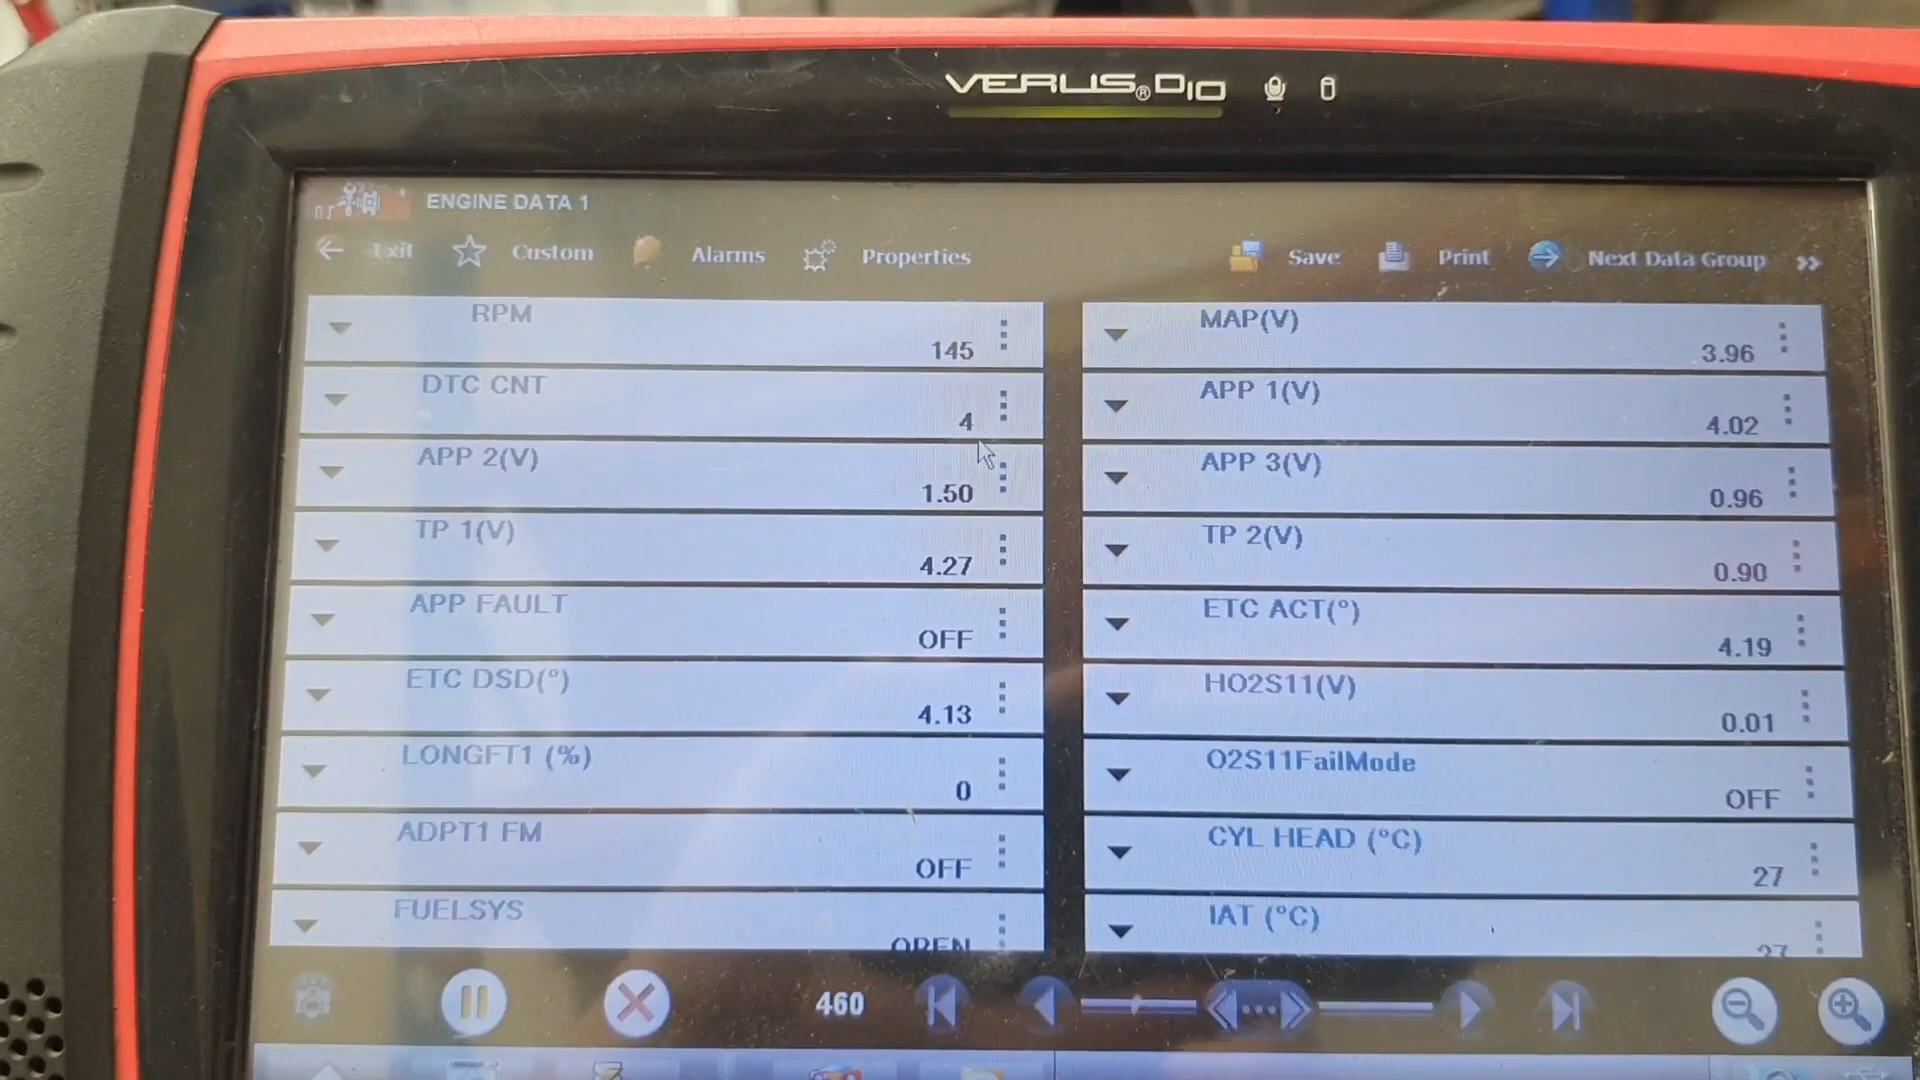 VERUS® D10
ENGINE DATA 1
Exit Custom Alarms Properties Save Print Next Data Group
RPM
145
MAP(V)
3.96
DTC CNT
4
APP 1(V)
4.02
APP 2(V)
1.50
APP 3(V)
0.96
TP 1(V)
4.27
TP 2(V)
0.90
APP FAULT
OFF
ETC ACT(°)
4.19
ETC DSD(°)
4.13
HO2S11(V)
0.01
LONGFT1 (%)
0
O2S11FailMode
OFF
ADPT1 FM
OFF
CYL HEAD (°C)
27
FUELSYS
OPEN
IAT (°C)
27
460